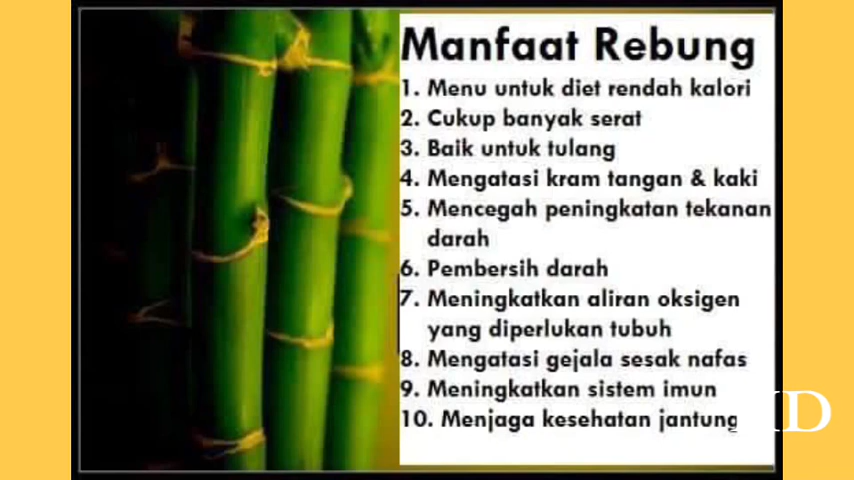 Manfaat Rebung
1. Menu untuk diet rendah kalori
2. Cukup banyak serat
3. Baik untuk tulang
4. Mengatasi kram tangan & kaki
5. Mencegah peningkatan tekanan
darah
6. Pembersih darah
7. Meningkatkan aliran oksigen
yang diperlukan tubuh
8. Mengatasi gejala sesak nafas
9. Meningkatkan sistem imun
10. Menjaga kesehatan jantung